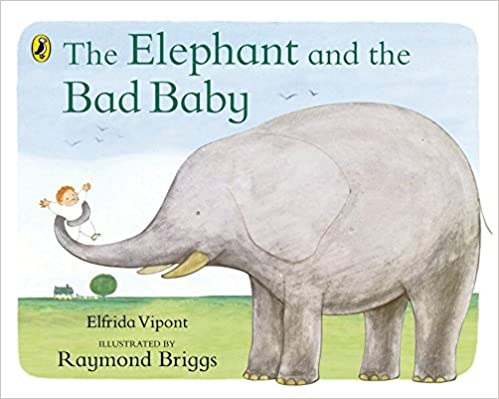 The Elephant and the
Bad Baby
Elfrida Vipont
ILLUSTRATED BY
Raymond Briggs